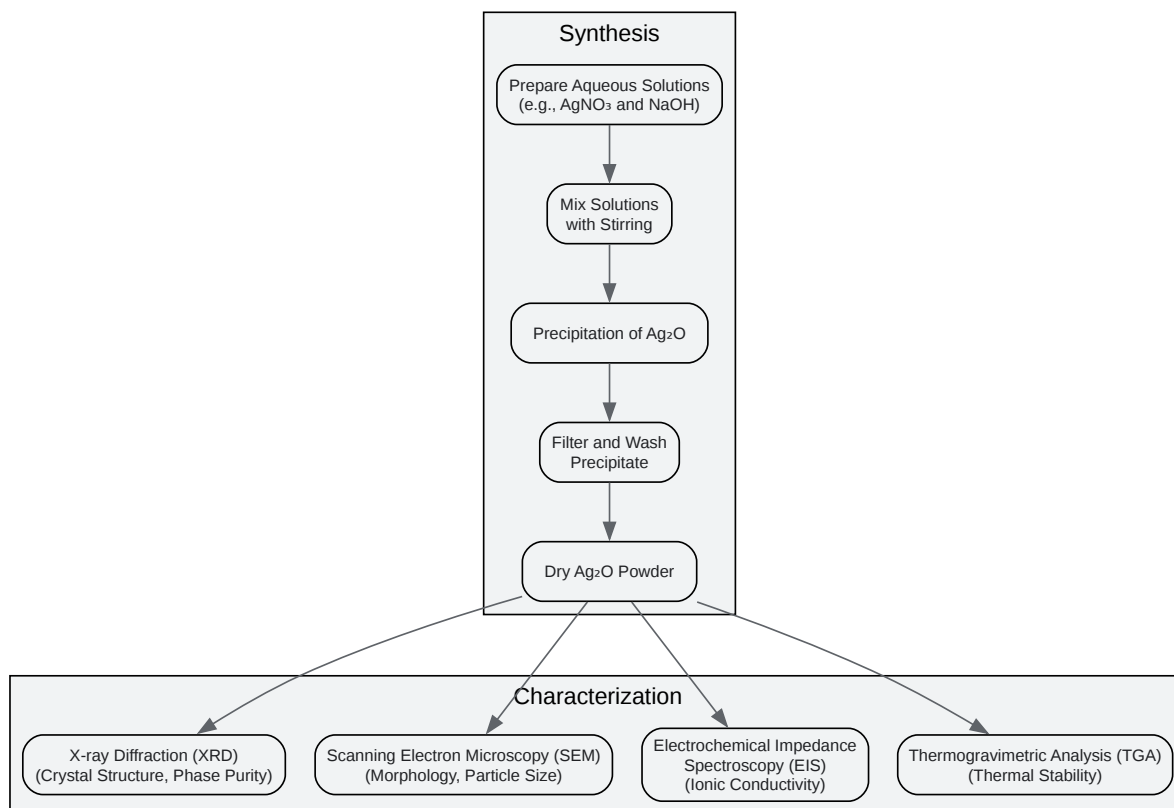 Synthesis
Prepare Aqueous Solutions
(e.g., AgNO₃ and NaOH)
Mix Solutions
with Stirring
Precipitation of Ag₂O
Filter and Wash
Precipitate
Dry Ag₂O Powder
Characterization
X-ray Diffraction (XRD)
(Crystal Structure, Phase Purity)
Scanning Electron Microscopy (SEM)
(Morphology, Particle Size)
Electrochemical Impedance
Spectroscopy (EIS)
(Ionic Conductivity)
Thermogravimetric Analysis (TGA)
(Thermal Stability)